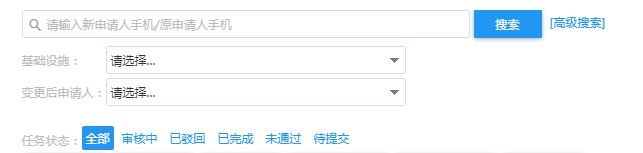 请输入新申请人手机/原申请人手机 搜索 [高级搜索]
基础设施： 请选择...
变更后申请人： 请选择...
任务状态： 全部 审核中 已驳回 已完成 未通过 待提交